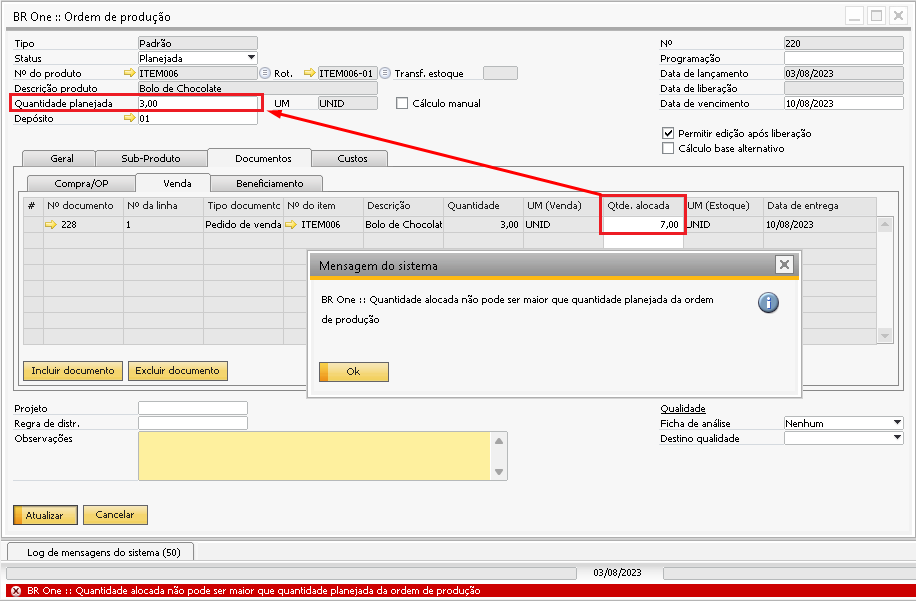 BR One :: Ordem de produção
Tipo Padrão Nº 220
Status Planejada Programação
Nº do produto ITEM006 Rot. ITEM006-01 Transf. estoque Data de lançamento 03/08/2023
Descrição produto Bolo de Chocolate Data de liberação
Quantidade planejada 3,00 UM UNID Cálculo manual Data de vencimento 10/08/2023
Depósito 01
Permitir edição após liberação
Cálculo base alternativo
Geral Sub-Produto Documentos Custos
Compra/OP Venda Beneficiamento
# Nº documento Nº da linha Tipo documento Nº do item Descrição Quantidade UM (Venda) Qtde. alocada UM (Estoque) Data de entrega
228 1 Pedido de venda ITEM006 Bolo de Chocolat 3,00 UNID 7,00 UNID 10/08/2023
Mensagem do sistema
BR One :: Quantidade alocada não pode ser maior que quantidade planejada da ordem
de produção
Ok
Incluir documento Excluir documento
Projeto Qualidade
Regra de distr. Ficha de análise Nenhum
Observações Destino qualidade
Atualizar Cancelar
Log de mensagens do sistema (50)
03/08/2023
BR One :: Quantidade alocada não pode ser maior que quantidade planejada da ordem de produção